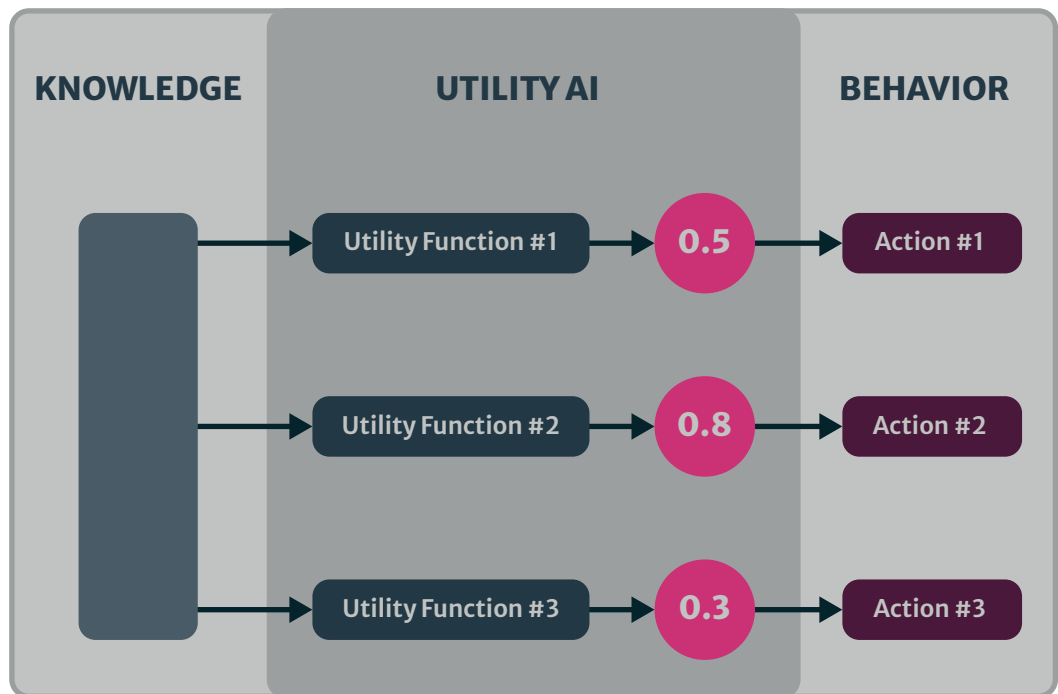 KNOWLEDGE
UTILITY AI
BEHAVIOR
Utility Function #1
0.5
Action #1
Utility Function #2
0.8
Action #2
Utility Function #3
0.3
Action #3